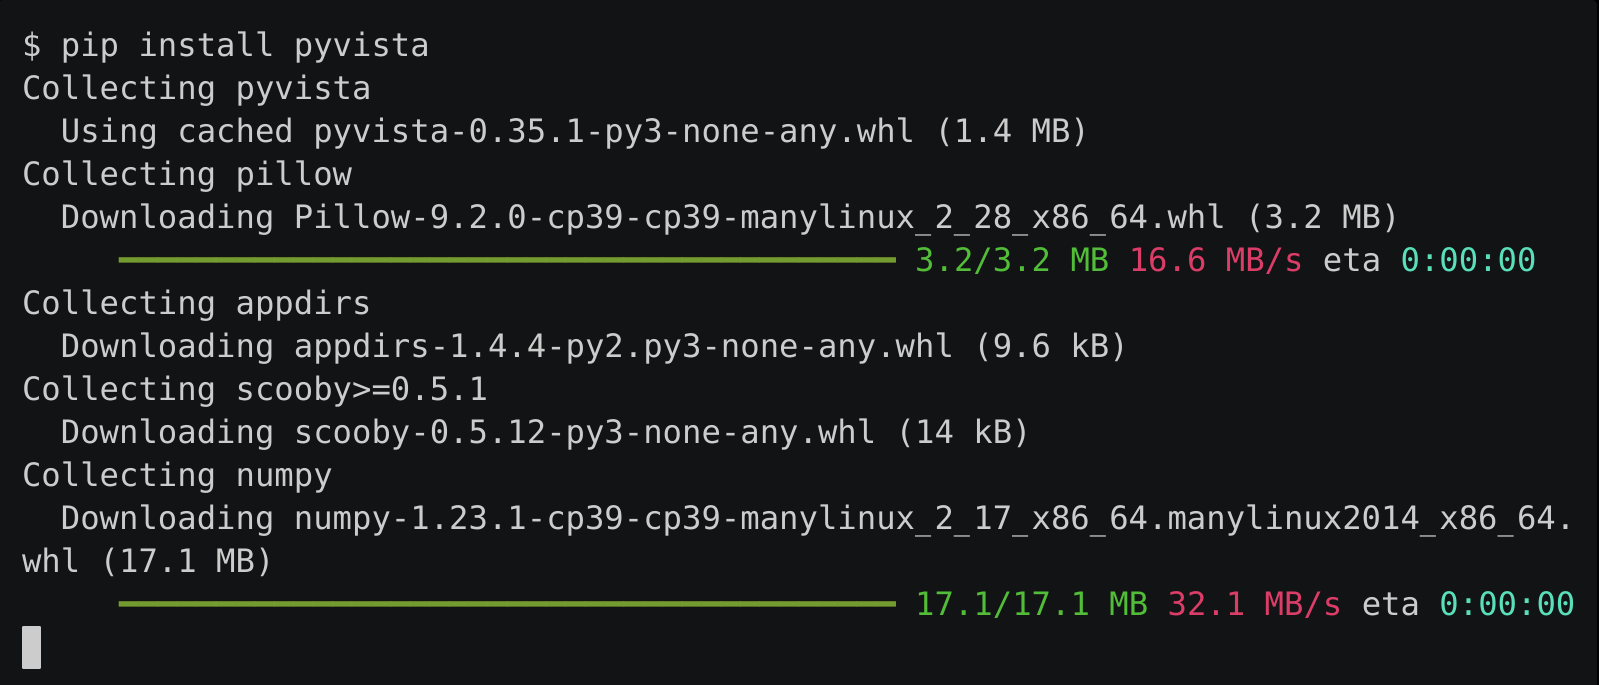 $ pip install pyvista
Collecting pyvista
  Using cached pyvista-0.35.1-py3-none-any.whl (1.4 MB)
Collecting pillow
  Downloading Pillow-9.2.0-cp39-cp39-manylinux_2_28_x86_64.whl (3.2 MB)
3.2/3.2 MB 16.6 MB/s eta 0:00:00
Collecting appdirs
  Downloading appdirs-1.4.4-py2.py3-none-any.whl (9.6 kB)
Collecting scooby>=0.5.1
  Downloading scooby-0.5.12-py3-none-any.whl (14 kB)
Collecting numpy
  Downloading numpy-1.23.1-cp39-cp39-manylinux_2_17_x86_64.manylinux2014_x86_64.
whl (17.1 MB)
17.1/17.1 MB 32.1 MB/s eta 0:00:00